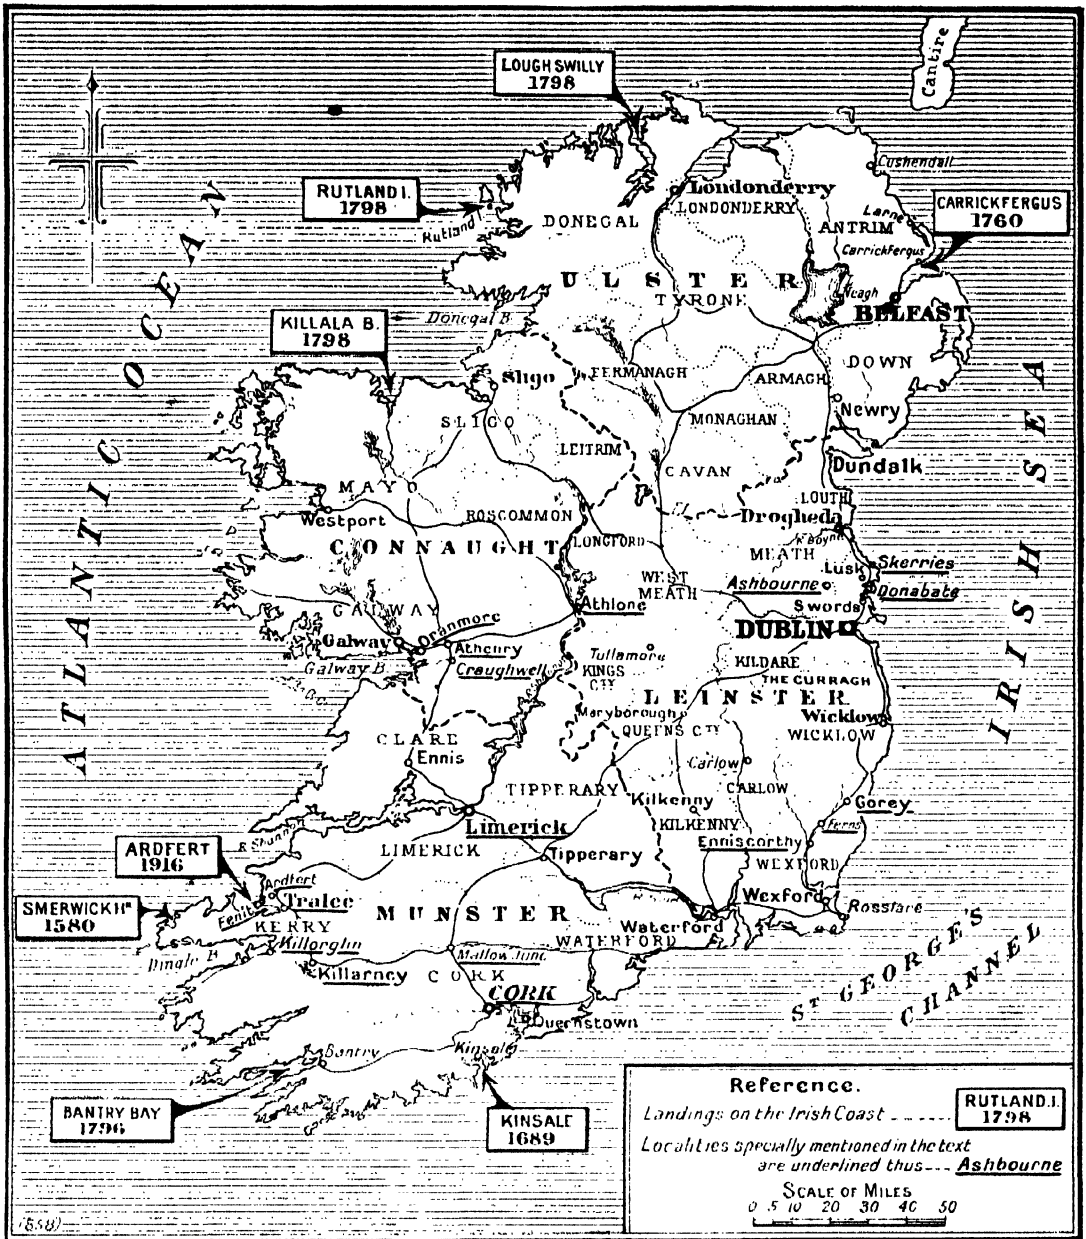 Cantire
LOUGH SWILLY
1798
Cushendall
RUTLAND I.
1798
Rutland I.
Londonderry
LONDONDERRY
DONEGAL
Larne
ANTRIM
CARRICKFERGUS
1760
Carrickfergus
ULSTER
TYRONE
Neagh
BELFAST
KILLALA B.
1798
Donegal B.
DOWN
Sligo
FERMANAGH
ARMAGH
Newry
SLIGO
MONAGHAN
LEITRIM
CAVAN
Dundalk
MAYO
LOUTH
Westport
ROSCOMMON
Drogheda
R. Boyne
CONNAUGHT
LONGFORD
MEATH
Skerries
Lusk
WEST
MEATH
Ashbourne
Donabate
Swords
GALWAY
Athlone
Oranmore
DUBLIN
Galway
Athenry
Galway B.
Craughwell
Tullamore
KINGS
CTY
KILDARE
THE CURRAGH
LEINSTER
Maryborough
QUEENS CTY
Wicklow
WICKLOW
CLARE
Ennis
Carlow
CARLOW
TIPPERARY
Kilkenny
KILKENNY
Gorey
Ferns
Limerick
Enniscorthy
R. Shannon
LIMERICK
Tipperary
WEXFORD
ARDFERT
1916
Ardfert
Fenit
Tralee
SMERWICK Hr.
1580
Wexford
Rosslare
MUNSTER
KERRY
Waterford
WATERFORD
Killorglin
Dingle B.
Mallow Junc.
Killarney
CORK
CORK
Queenstown
Bantry
Kinsale
BANTRY BAY
1796
KINSALE
1689
ATLANTIC OCEAN
IRISH SEA
ST GEORGE'S
CHANNEL
Reference.
Landings on the Irish Coast ...... RUTLAND. I.
1798
Localities specially mentioned in the text
are underlined thus --- Ashbourne
SCALE OF MILES
0 5 10 20 30 40 50